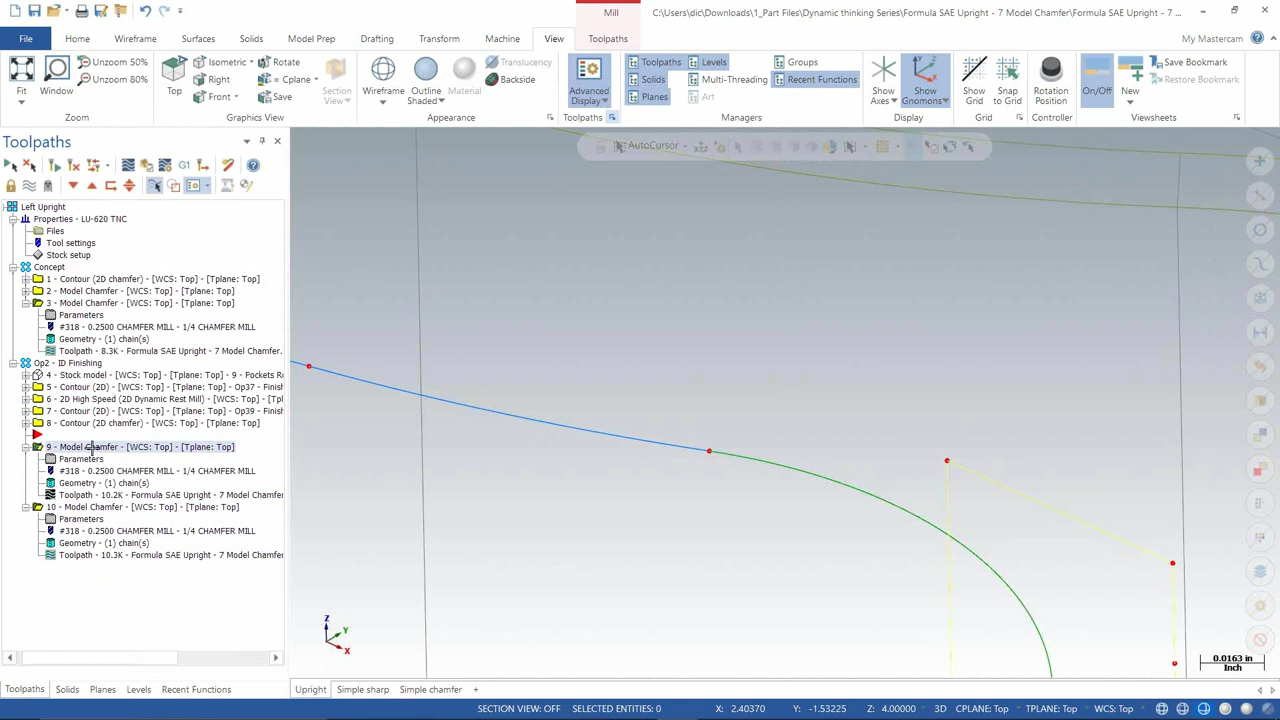 Mill
C:\Users\dic\Downloads\1_Part Files\Dynamic thinking Series\Formula SAE Upright - 7 Model Chamfer\Formula SAE Upright - 7 ...
File
Home
Wireframe
Surfaces
Solids
Model Prep
Drafting
Transform
Machine
View
Toolpaths
My Mastercam
Fit
Window
Unzoom 50%
Unzoom 80%
Zoom
Top
Isometric
Right
Front
Rotate
= Cplane
Save
Graphics View
Section View
Wireframe
Outline Shaded
Material
Translucency
Backside
Appearance
Advanced Display
Toolpaths
Toolpaths
Solids
Planes
Levels
Multi-Threading
Art
Groups
Recent Functions
Managers
Show Axes
Show Gnomons
Display
Show Grid
Snap to Grid
Grid
Rotation Position
Controller
On/Off
New
Save Bookmark
Restore Bookmark
Viewsheets
Toolpaths
AutoCursor
G1
Left Upright
Properties - LU-620 TNC
Files
Tool settings
Stock setup
Concept
1 - Contour (2D chamfer) - [WCS: Top] - [Tplane: Top]
2 - Model Chamfer - [WCS: Top] - [Tplane: Top]
3 - Model Chamfer - [WCS: Top] - [Tplane: Top]
Parameters
#318 - 0.2500 CHAMFER MILL - 1/4 CHAMFER MILL
Geometry - (1) chain(s)
Toolpath - 8.3K - Formula SAE Upright - 7 Model Chamfer.
Op2 - ID Finishing
4 - Stock model - [WCS: Top] - [Tplane: Top] - 9 - Pockets R
5 - Contour (2D) - [WCS: Top] - [Tplane: Top] - Op37 - Finish
6 - 2D High Speed (2D Dynamic Rest Mill) - [WCS: Top] - [Tpl
7 - Contour (2D) - [WCS: Top] - [Tplane: Top] - Op39 - Finish
8 - Contour (2D chamfer) - [WCS: Top] - [Tplane: Top]
9 - Model Chamfer - [WCS: Top] - [Tplane: Top]
Parameters
#318 - 0.2500 CHAMFER MILL - 1/4 CHAMFER MILL
Geometry - (1) chain(s)
Toolpath - 10.2K - Formula SAE Upright - 7 Model Chamfe
10 - Model Chamfer - [WCS: Top] - [Tplane: Top]
Parameters
#318 - 0.2500 CHAMFER MILL - 1/4 CHAMFER MILL
Geometry - (1) chain(s)
Toolpath - 10.3K - Formula SAE Upright - 7 Model Chamfe
Z
Y
X
0.0163 in
Inch
Toolpaths
Solids
Planes
Levels
Recent Functions
Upright
Simple sharp
Simple chamfer
+
SECTION VIEW: OFF
SELECTED ENTITIES: 0
X: 2.40370
Y: -1.53225
Z: 4.00000
3D
CPLANE: Top
TPLANE: Top
WCS: Top